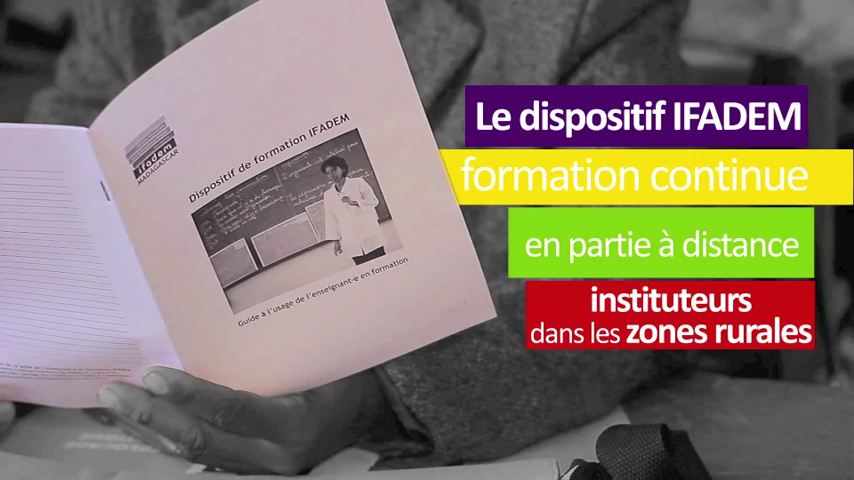 ifadem
MADAGASCAR
Dispositif de formation IFADEM
Guide à l'usage de l'enseignant-e en formation
Le dispositif IFADEM
formation continue
en partie à distance
instituteurs
dans les zones rurales